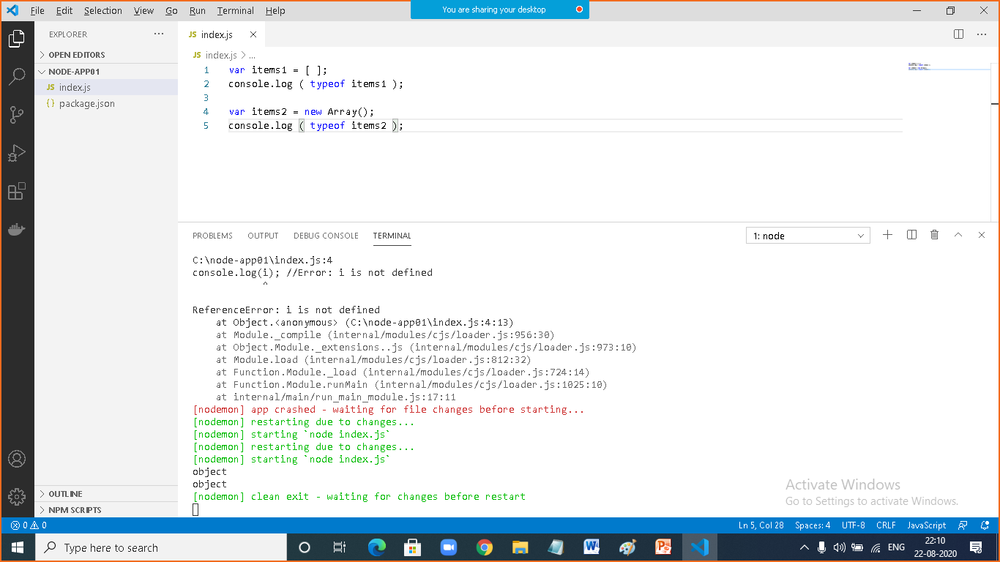 File Edit Selection View Go Run Terminal Help
You are sharing your desktop
EXPLORER
OPEN EDITORS
NODE-APP01
JS index.js
{} package.json
OUTLINE
NPM SCRIPTS
JS index.js
JS index.js > ...
1 var items1 = [ ];
2 console.log ( typeof items1 );
3
4 var items2 = new Array();
5 console.log ( typeof items2 );
PROBLEMS OUTPUT DEBUG CONSOLE TERMINAL
1: node
C:\node-app01\index.js:4
console.log(i); //Error: i is not defined
^
ReferenceError: i is not defined
at Object.<anonymous> (C:\node-app01\index.js:4:13)
at Module._compile (internal/modules/cjs/loader.js:956:30)
at Object.Module._extensions..js (internal/modules/cjs/loader.js:973:10)
at Module.load (internal/modules/cjs/loader.js:812:32)
at Function.Module._load (internal/modules/cjs/loader.js:724:14)
at Function.Module.runMain (internal/modules/cjs/loader.js:1025:10)
at internal/main/run_main_module.js:17:11
[nodemon] app crashed - waiting for file changes before starting...
[nodemon] restarting due to changes...
[nodemon] starting `node index.js`
[nodemon] restarting due to changes...
[nodemon] starting `node index.js`
object
object
[nodemon] clean exit - waiting for changes before restart
Activate Windows
Go to Settings to activate Windows.
0 0
Ln 5, Col 28 Spaces: 4 UTF-8 CRLF JavaScript
Type here to search
ENG
22:10
22-08-2020